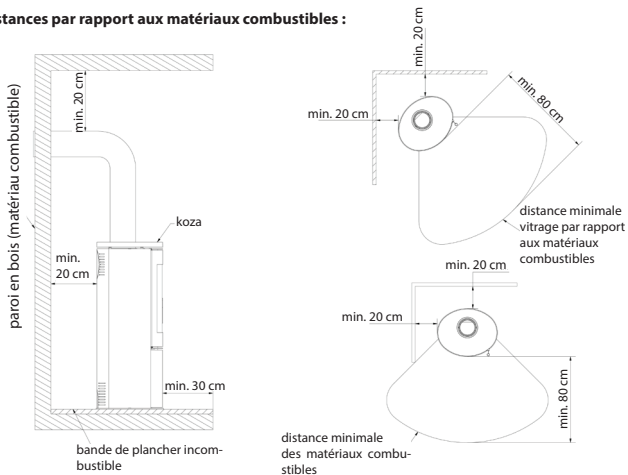 stances par rapport aux matériaux combustibles :
min. 20 cm
paroi en bois (matériau combustible)
koza
min.
20 cm
min. 30 cm
bande de plancher incom-
bustible
min. 20 cm
min. 20 cm
min. 80 cm
distance minimale
vitrage par rapport
aux matériaux
combustibles
min. 20 cm
min. 20 cm
min. 80 cm
distance minimale
des matériaux combu-
stibles